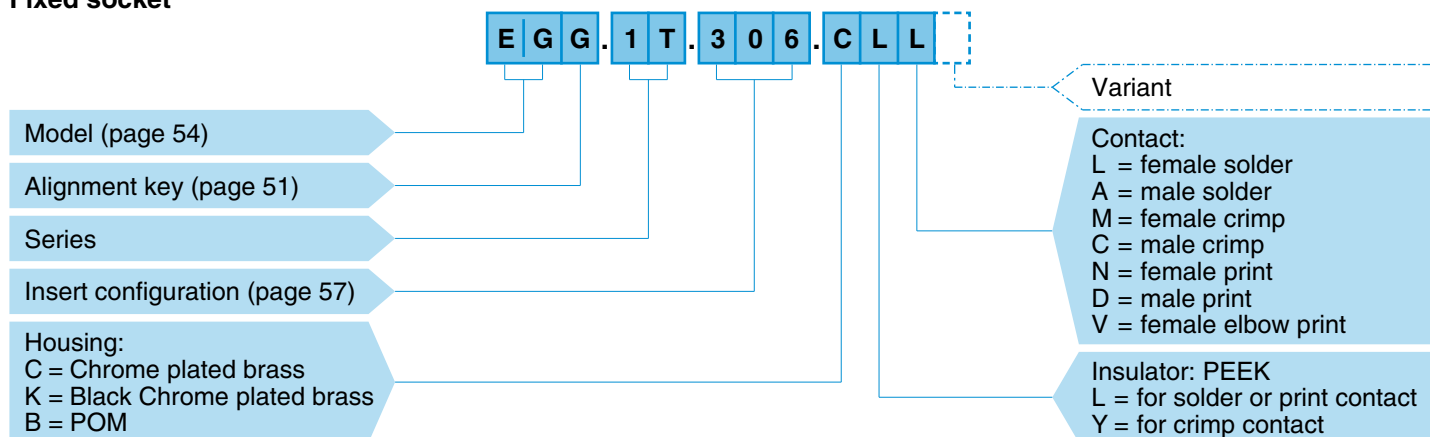 Fixed socket
E G G . 1 T . 3 0 6 . C L L
Model (page 54)
Alignment key (page 51)
Series
Insert configuration (page 57)
Housing:
C = Chrome plated brass
K = Black Chrome plated brass
B = POM
Variant
Contact:
L = female solder
A = male solder
M = female crimp
C = male crimp
N = female print
D = male print
V = female elbow print
Insulator: PEEK
L = for solder or print contact
Y = for crimp contact